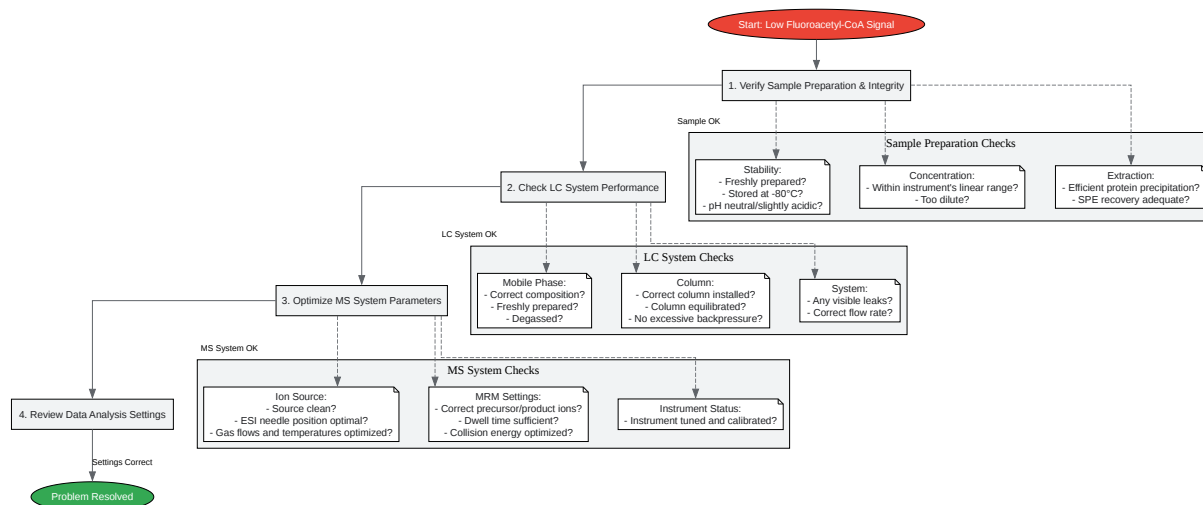 Start: Low Fluoroacetyl-CoA Signal
1. Verify Sample Preparation & Integrity
Sample OK
Sample Preparation Checks
Stability:
- Freshly prepared?
- Stored at -80°C?
- pH neutral/slightly acidic?
Concentration:
- Within instrument's linear range?
- Too dilute?
Extraction:
- Efficient protein precipitation?
- SPE recovery adequate?
2. Check LC System Performance
LC System OK
LC System Checks
Mobile Phase:
- Correct composition?
- Freshly prepared?
- Degassed?
Column:
- Correct column installed?
- Column equilibrated?
- No excessive backpressure?
System:
- Any visible leaks?
- Correct flow rate?
3. Optimize MS System Parameters
MS System OK
MS System Checks
Ion Source:
- Source clean?
- ESI needle position optimal?
- Gas flows and temperatures optimized?
MRM Settings:
- Correct precursor/product ions?
- Dwell time sufficient?
- Collision energy optimized?
Instrument Status:
- Instrument tuned and calibrated?
4. Review Data Analysis Settings
Settings Correct
Problem Resolved